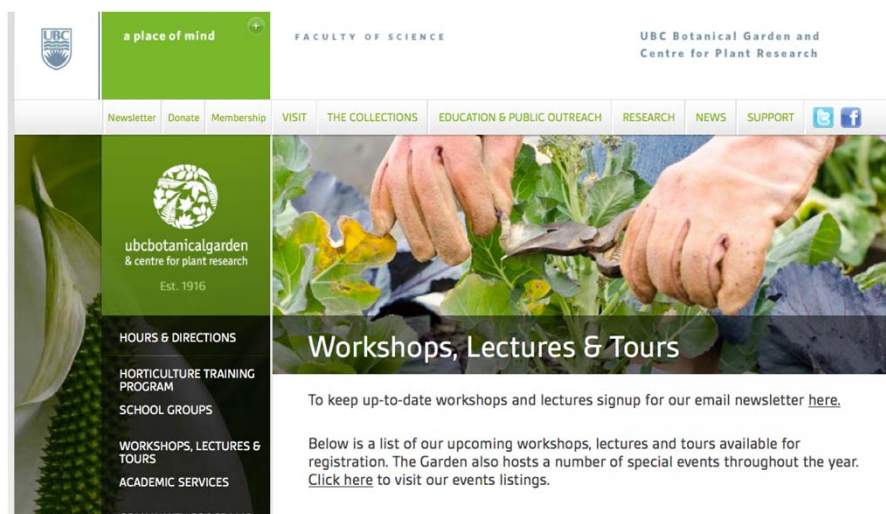 UBC
a place of mind
FACULTY OF SCIENCE
UBC Botanical Garden and
Centre for Plant Research
Newsletter Donate Membership VISIT THE COLLECTIONS EDUCATION & PUBLIC OUTREACH RESEARCH NEWS SUPPORT
ubcbotanicalgarden
& centre for plant research
Est. 1916
HOURS & DIRECTIONS
HORTICULTURE TRAINING
PROGRAM
SCHOOL GROUPS
WORKSHOPS, LECTURES &
TOURS
ACADEMIC SERVICES
Workshops, Lectures & Tours
To keep up-to-date workshops and lectures signup for our email newsletter here.
Below is a list of our upcoming workshops, lectures and tours available for
registration. The Garden also hosts a number of special events throughout the year.
Click here to visit our events listings.